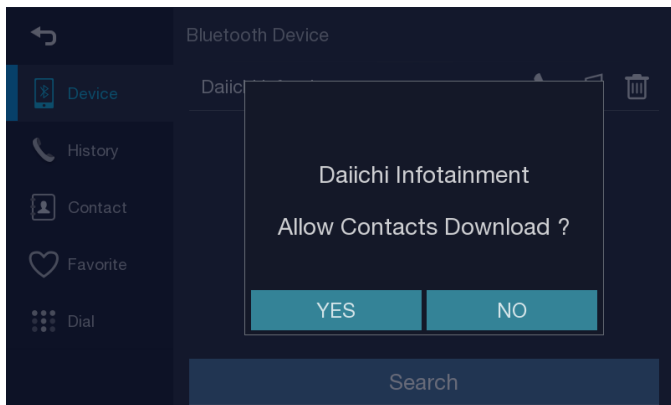 Bluetooth Device
Device
History
Contact
Favorite
Dial
Daiichi Infotainment
Allow Contacts Download ?
YES
NO
Search